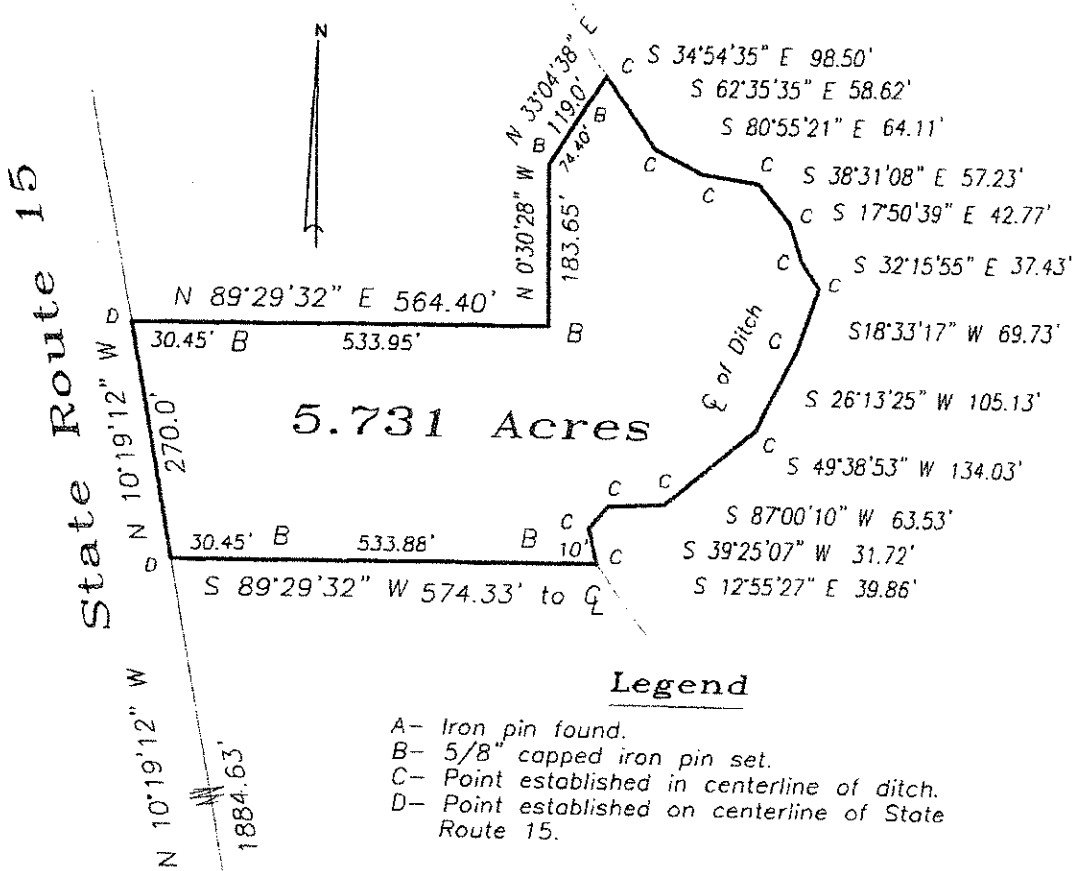 N
N 33°04'38" E
119.0'
B
B
74.40'
C
S 34°54'35" E 98.50'
S 62°35'35" E 58.62'
S 80°55'21" E 64.11'
C
C
C
S 38°31'08" E 57.23'
C
S 17°50'39" E 42.77'
S 32°15'55" E 37.43'
C
S18°33'17" W 69.73'
C
S 26°13'25" W 105.13'
C
S 49°38'53" W 134.03'
C
C
S 87°00'10" W 63.53'
C
S 39°25'07" W 31.72'
C
S 12°55'27" E 39.86'
℄ of Ditch
N 0°30'28" W
183.65'
State Route 15
D
N 89°29'32" E 564.40'
30.45' B 533.95' B
N 10°19'12" W
270.0'
5.731 Acres
D
30.45' B 533.88' B 10'
S 89°29'32" W 574.33' to ℄
N 10°19'12" W
1884.63'
Legend
A– Iron pin found.
B– 5/8" capped iron pin set.
C– Point established in centerline of ditch.
D– Point established on centerline of State
Route 15.